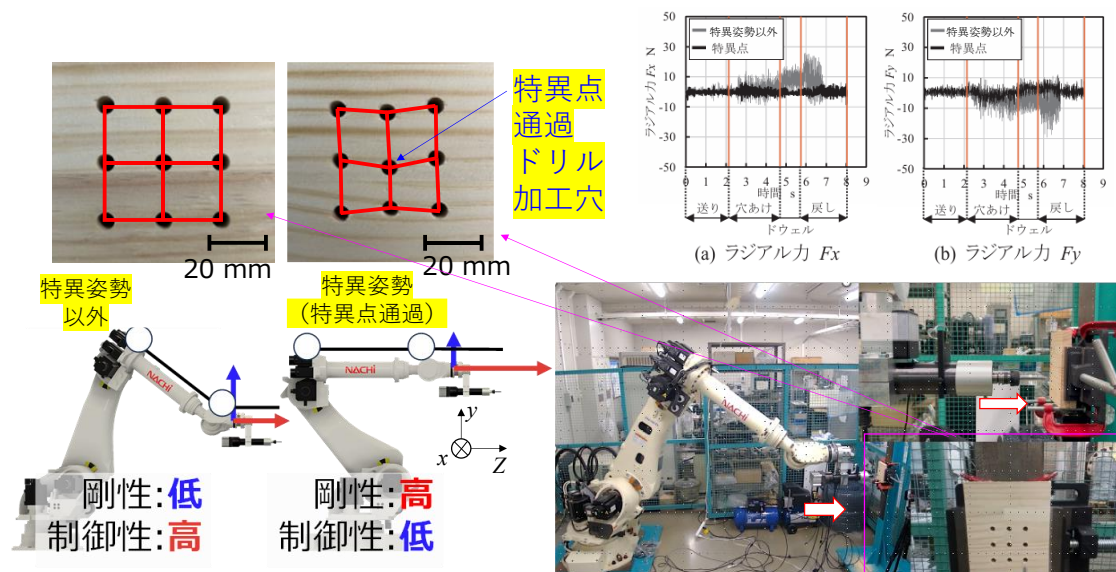 特異点
通過
ドリル
加工穴
20 mm
20 mm
特異姿勢
以外
特異姿勢
（特異点通過）
NACHi
NACHi
y
x
Z
剛性:低
制御性:高
剛性:高
制御性:低
50
30
10
-10
-30
-50
ラジアル力 Fx N
特異姿勢以外
特異点
0 1 2 3 4 5 6 7 8 9
時間 s
送り 穴あけ 戻し
ドウェル
(a) ラジアル力 Fx
50
30
10
-10
-30
-50
ラジアル力 Fy N
特異姿勢以外
特異点
0 1 2 3 4 5 6 7 8 9
時間 s
送り 穴あけ 戻し
ドウェル
(b) ラジアル力 Fy
NACHi